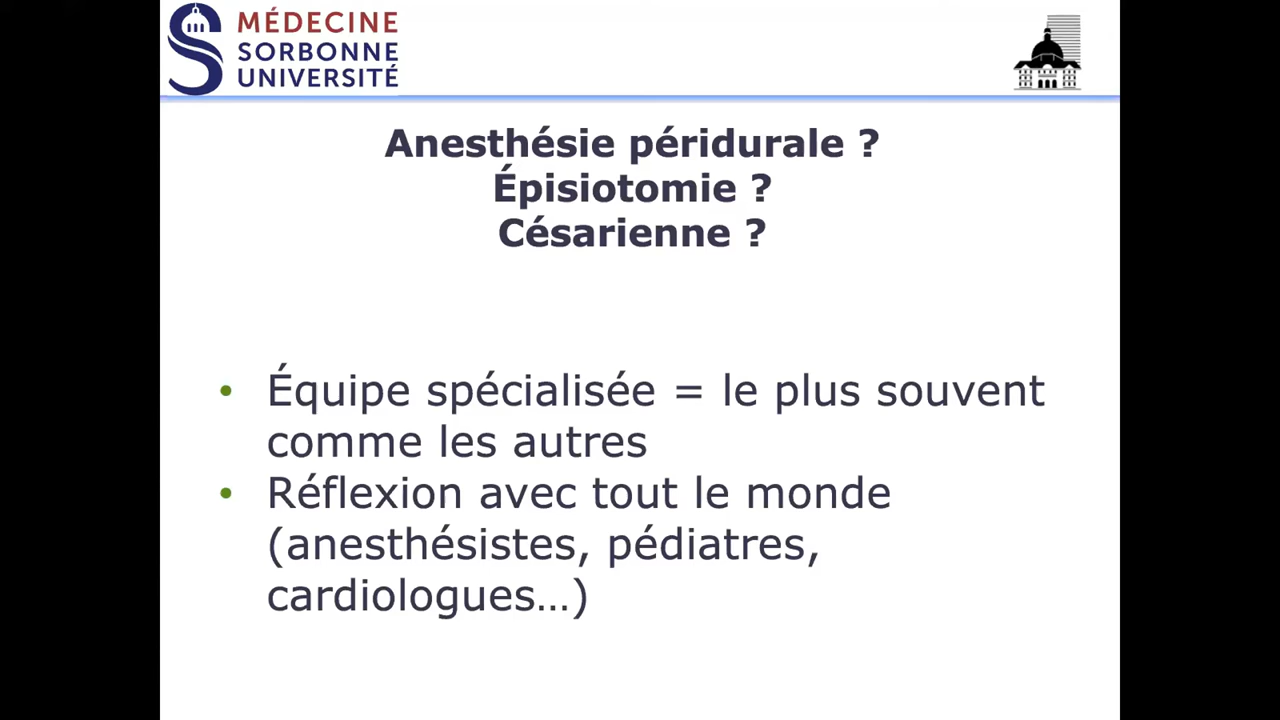 MÉDECINE
SORBONNE
UNIVERSITÉ
Anesthésie péridurale ?
Épisiotomie ?
Césarienne ?
• Équipe spécialisée = le plus souvent
comme les autres
• Réflexion avec tout le monde
(anesthésistes, pédiatres,
cardiologues…)